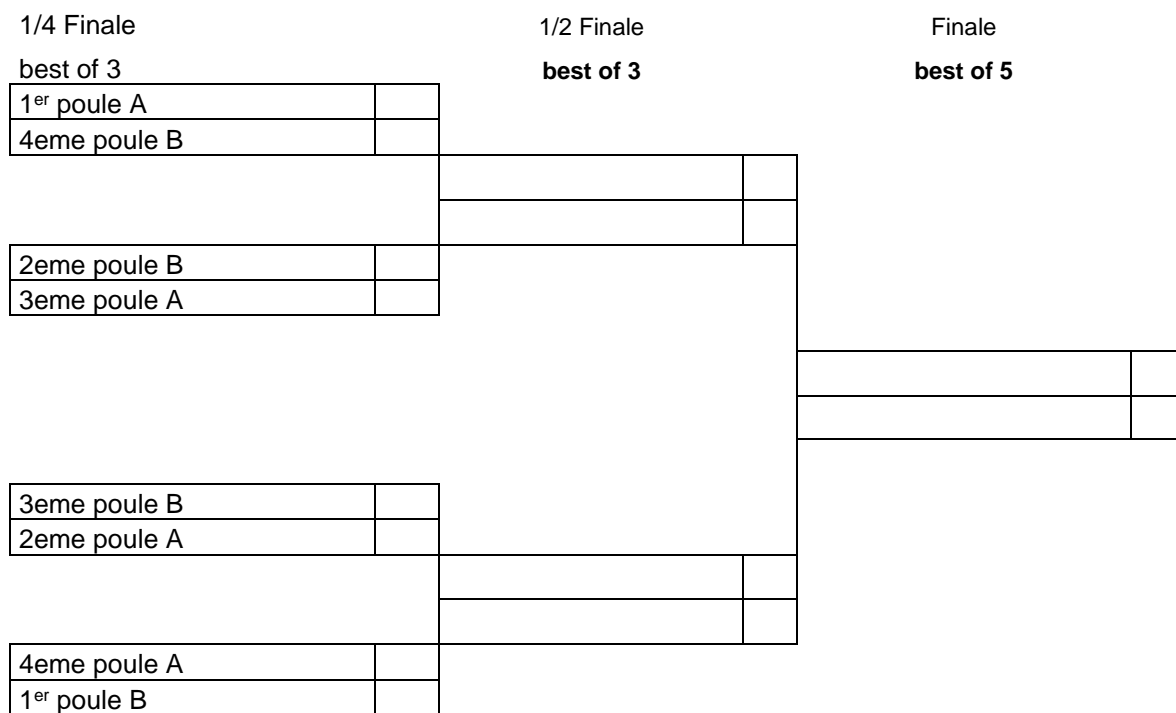 1/4 Finale
1/2 Finale
Finale
best of 3
best of 3
best of 5
1er poule A
4eme poule B
2eme poule B
3eme poule A
3eme poule B
2eme poule A
4eme poule A
1er poule B